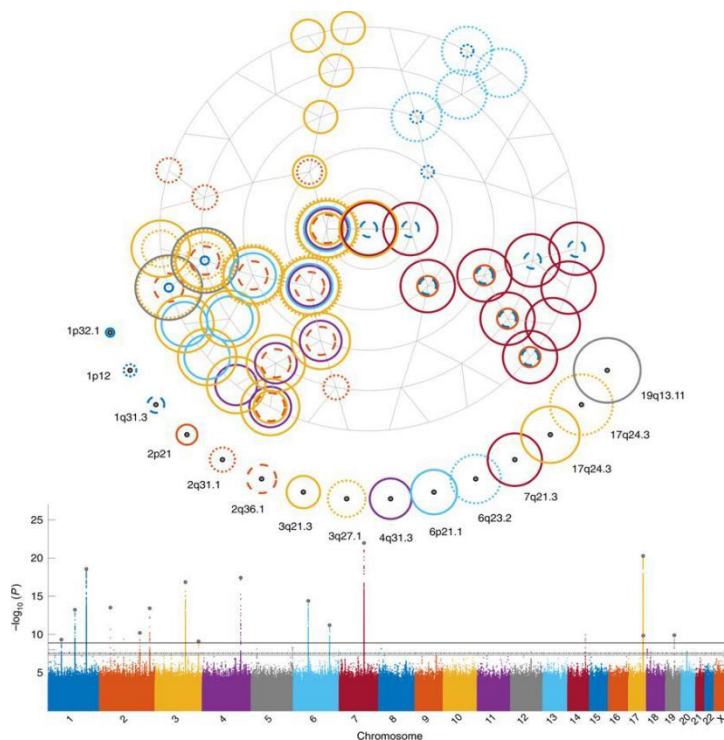 1p32.1
1p12
1q31.3
2p21
2q31.1
2q36.1
3q21.3
3q27.1
4q31.3
6p21.1
6q23.2
7q21.3
17q24.3
17q24.3
19q13.11
25
20
15
10
5
–log10 (P)
1 2 3 4 5 6 7 8 9 10 11 12 13 14 15 16 17 18 19 20 21 22 X
Chromosome